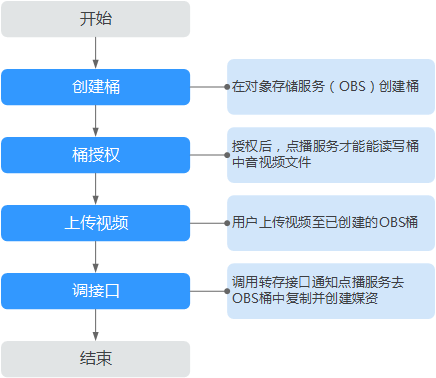 开始
创建桶
在对象存储服务（OBS）创建桶
桶授权
授权后，点播服务才能能读写桶
中音视频文件
上传视频
用户上传视频至已创建的OBS桶
调接口
调用转存接口通知点播服务去
OBS桶中复制并创建媒资
结束